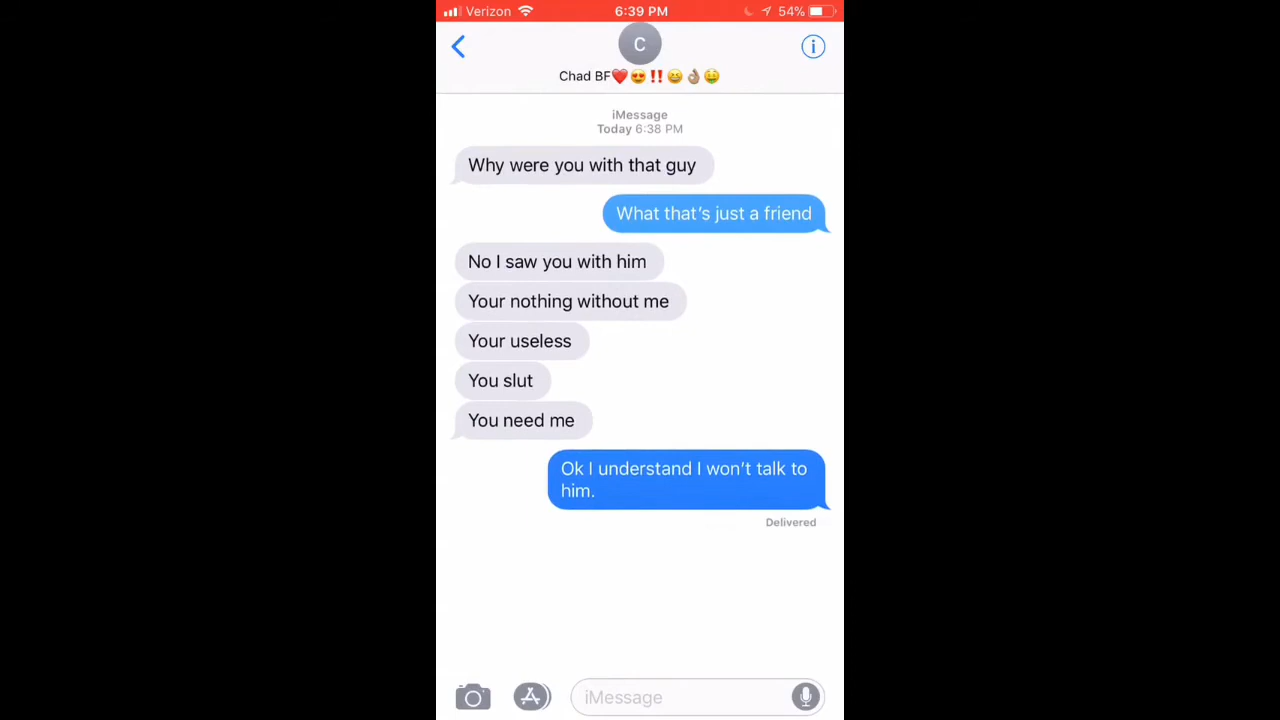 Verizon 6:39 PM 54%
C
Chad BF❤️😍‼️😆👌🏽🤑
iMessage
Today 6:38 PM
Why were you with that guy
What that’s just a friend
No I saw you with him
Your nothing without me
Your useless
You slut
You need me
Ok I understand I won’t talk to
him.
Delivered
iMessage